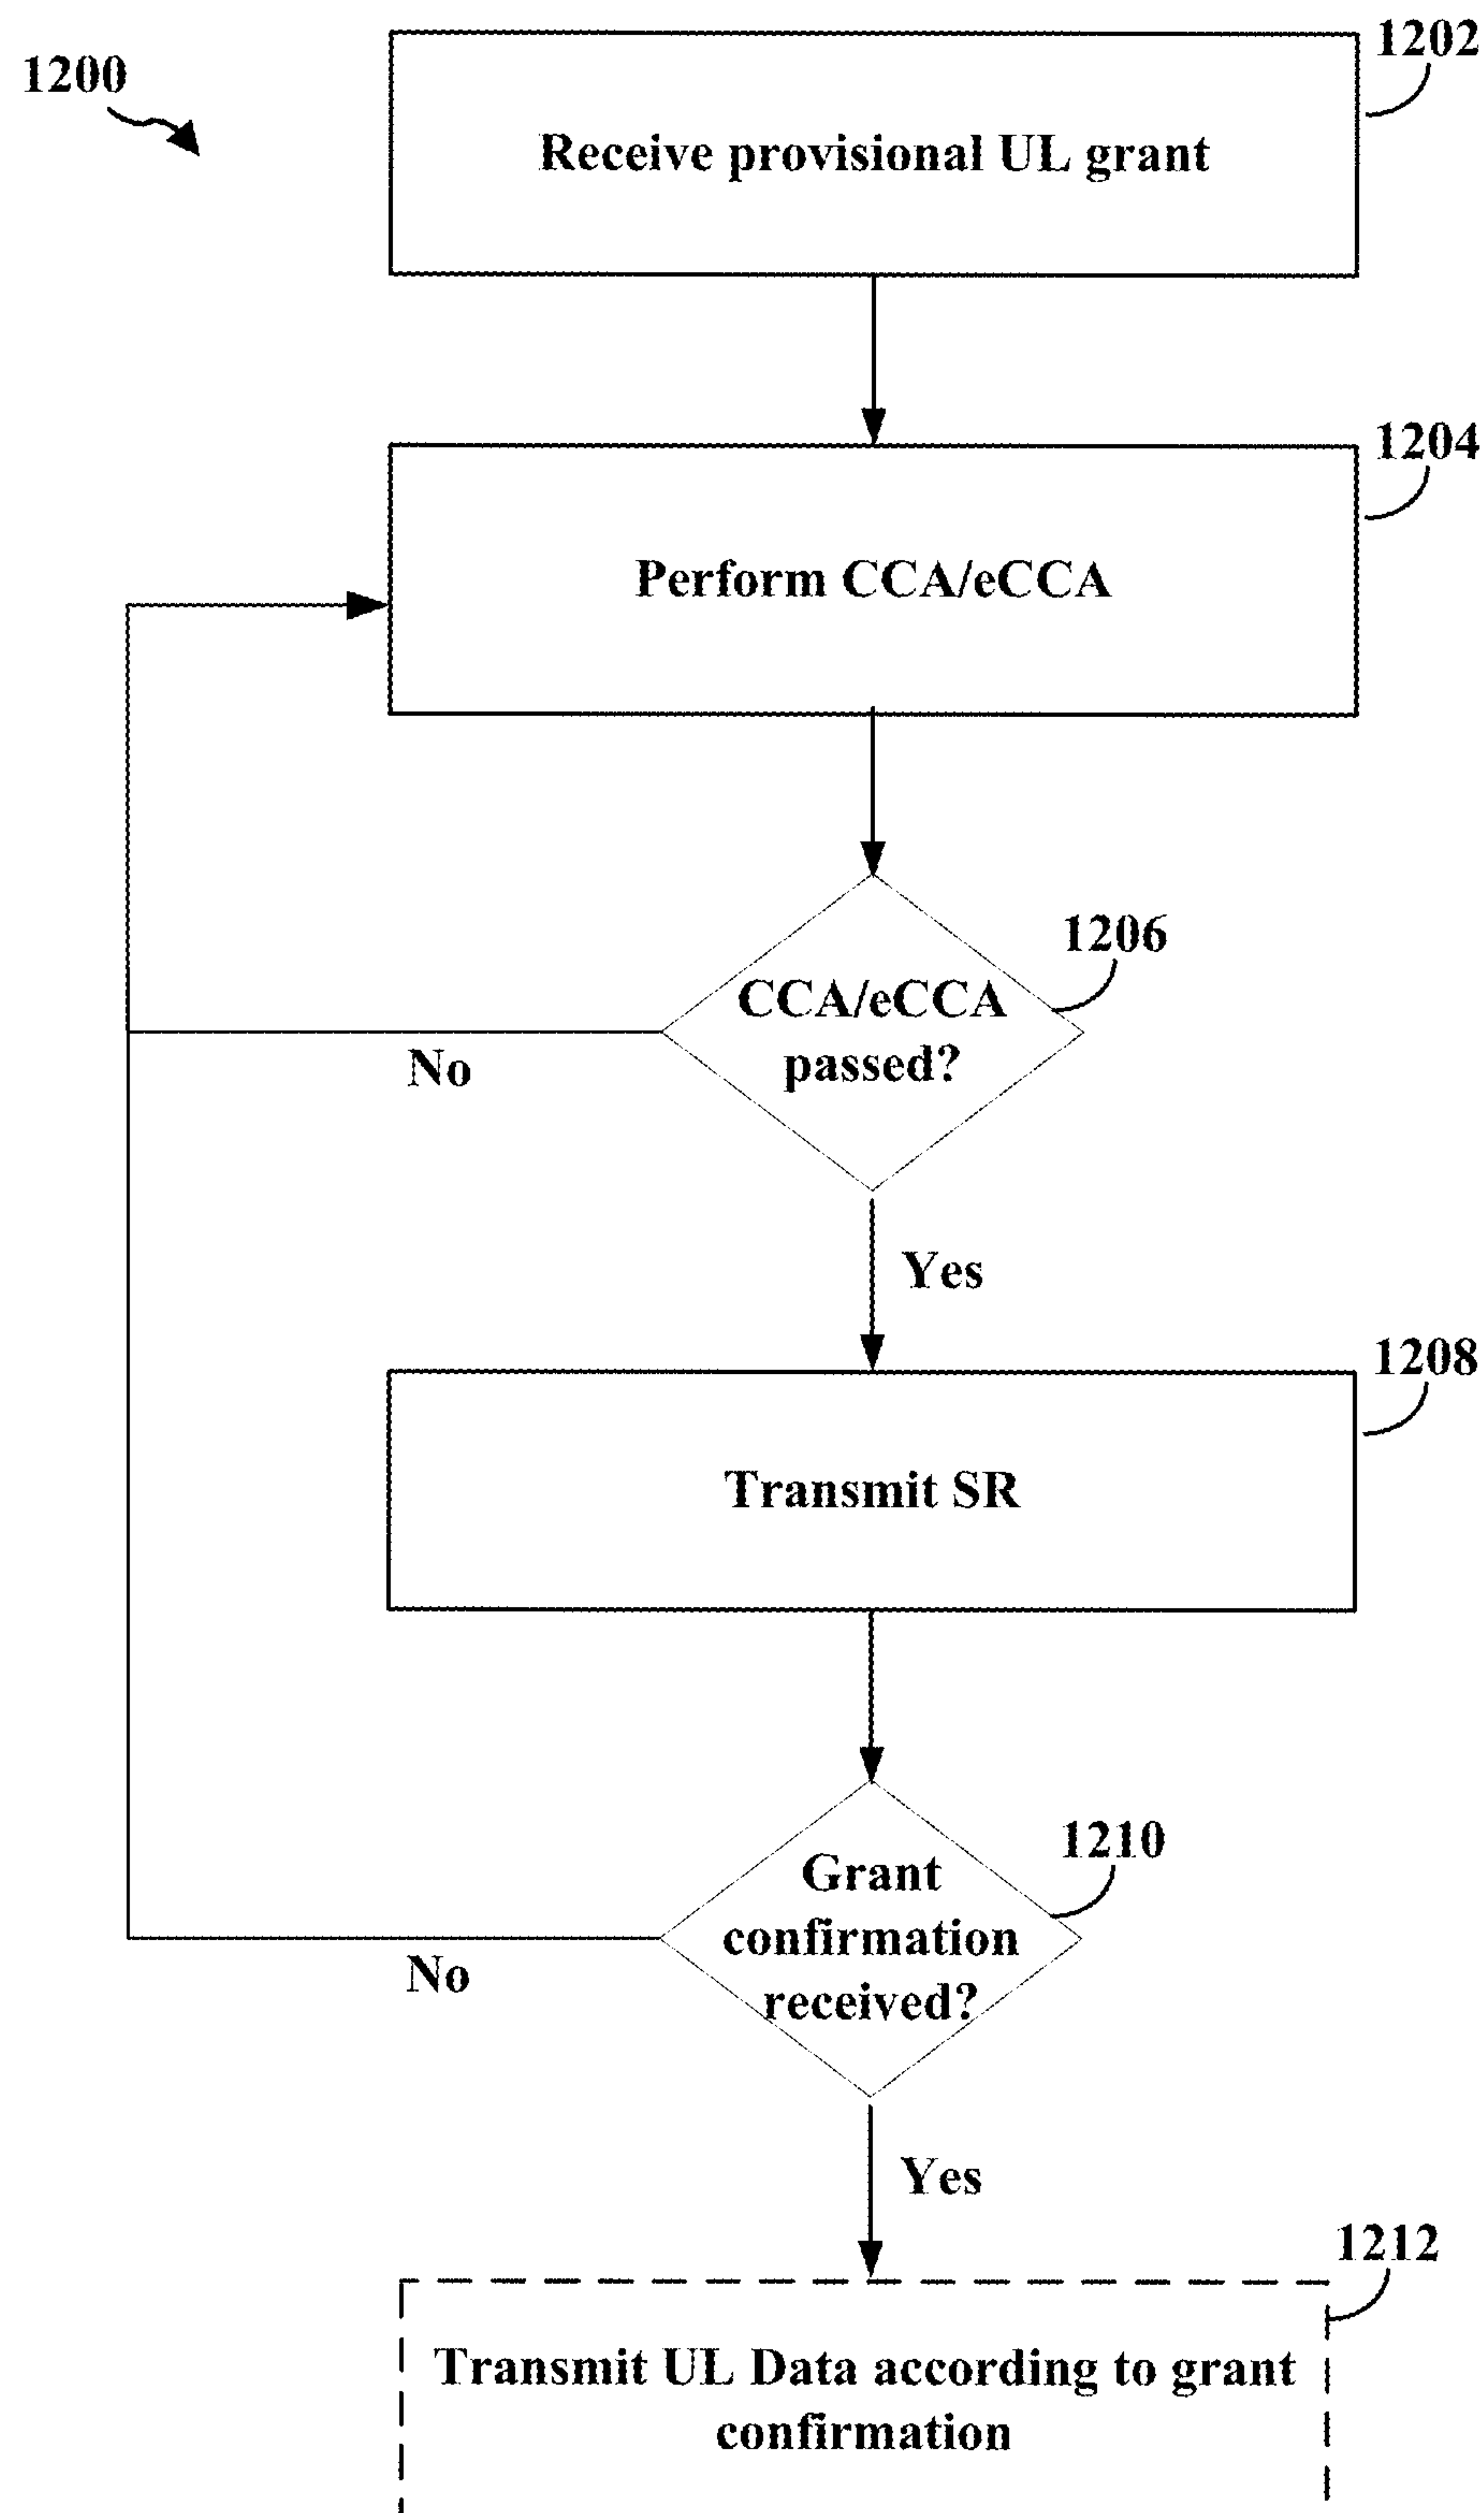 1200
1202
Receive provisional UL grant
1204
Perform CCA/eCCA
1206
CCA/eCCA
passed?
No
Yes
1208
Transmit SR
1210
Grant
confirmation
received?
No
Yes
1212
Transmit UL Data according to grant
confirmation